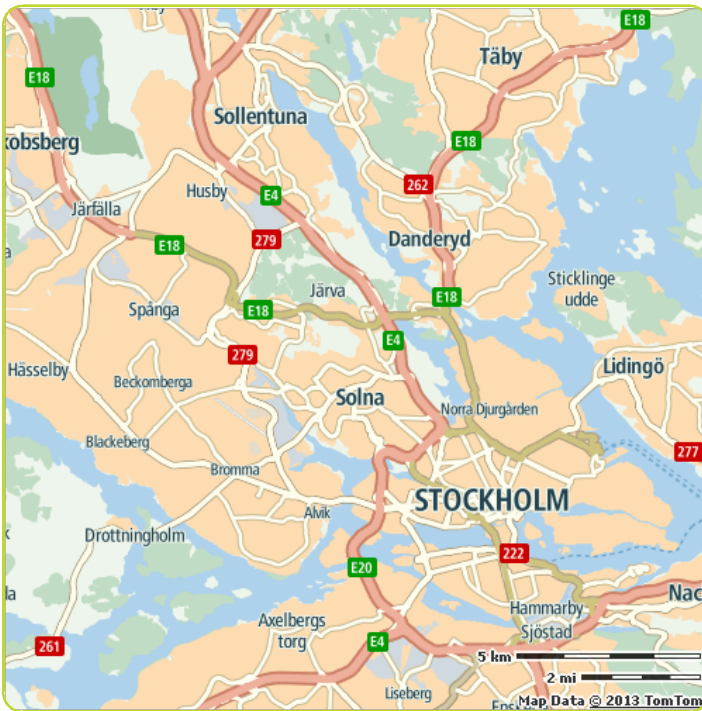 E18
Täby
E18
Sollentuna
kobsberg
E18
262
Husby
E4
Järfälla
279
Danderyd
E18
Sticklinge
udde
Järva
E18
Spånga
E18
E4
279
Hässelby
Lidingö
Beckomberga
Solna
Norra Djurgården
Blackeberg
277
Bromma
STOCKHOLM
Alvik
Drottningholm
222
E20
la
Nac
Hammarby
Sjöstad
Axelbergs
torg
261
E4
5 km
2 mi
Liseberg
Map Data © 2013 TomTom